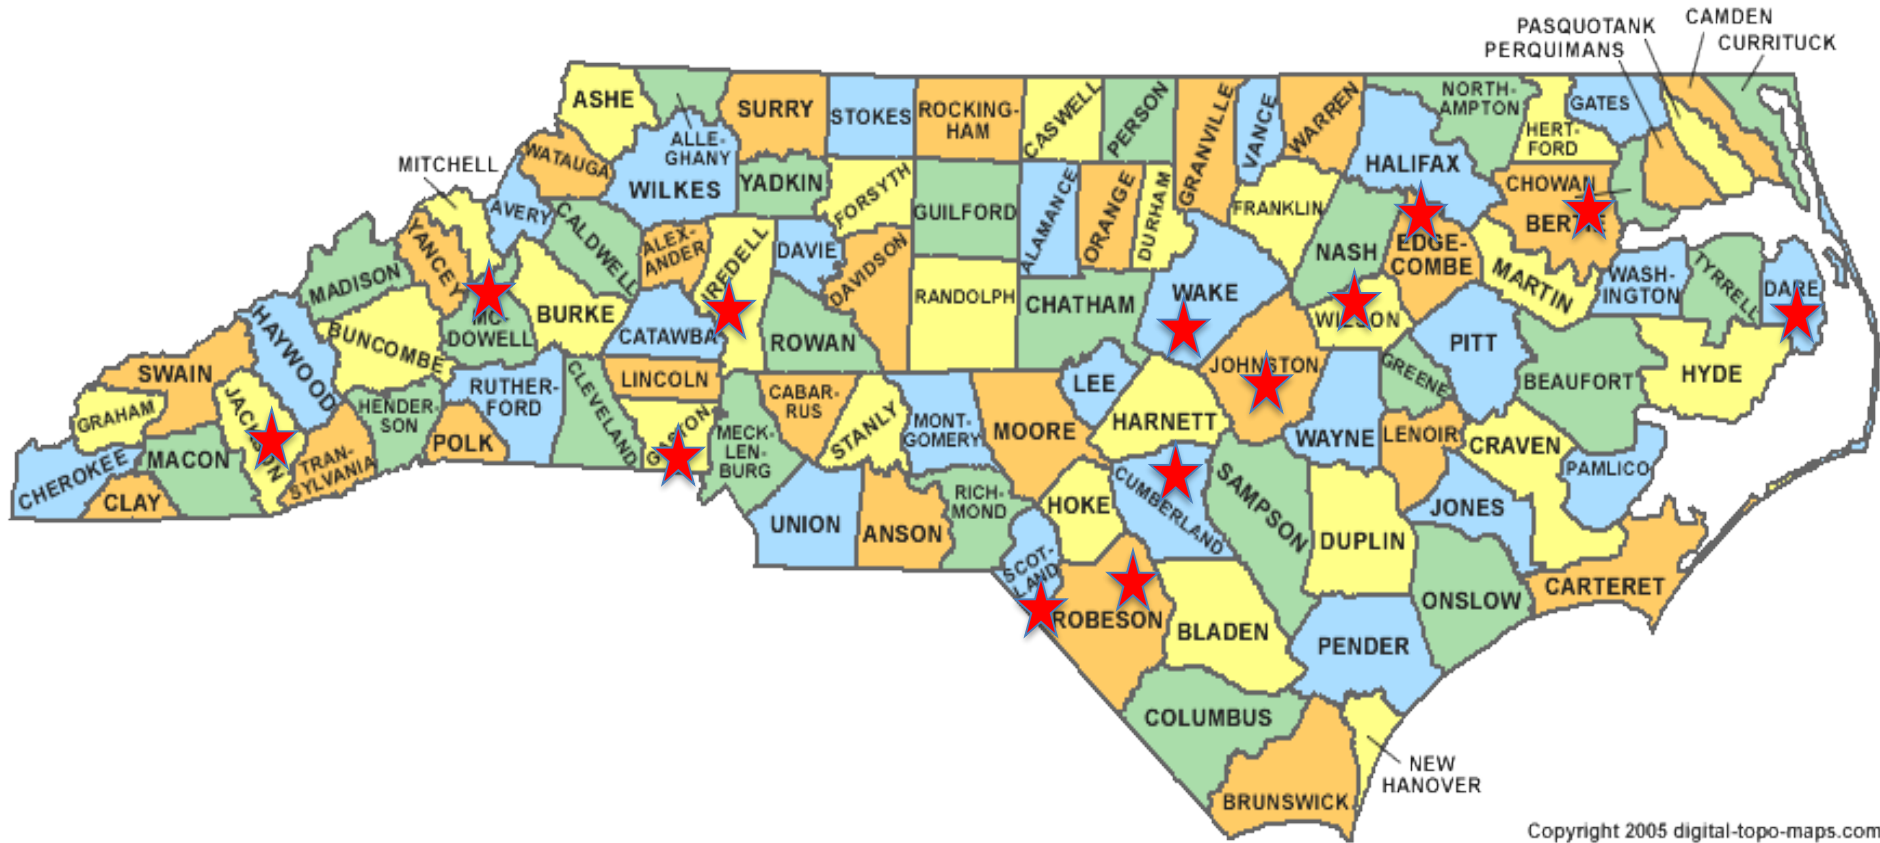 CAMDEN
PASQUOTANK
CURRITUCK
PERQUIMANS
ASHE
ALLE-
GHANY
SURRY
STOKES
ROCKING-
HAM
CASWELL
PERSON
GRANVILLE
VANCE
WARREN
NORTH-
AMPTON
HERT-
FORD
GATES
HALIFAX
MITCHELL
WATAUGA
WILKES
YADKIN
FORSYTH
GUILFORD
ALAMANCE
ORANGE
DURHAM
FRANKLIN
NASH
EDGE-
COMBE
CHOWAN
BERTIE
AVERY
CALDWELL
ALEX-
ANDER
IREDELL
DAVIE
DAVIDSON
RANDOLPH
CHATHAM
WAKE
WILSON
MARTIN
WASH-
INGTON
TYRRELL
DARE
MADISON
YANCEY
BUNCOMBE
MC-
DOWELL
BURKE
CATAWBA
ROWAN
JOHNSTON
PITT
GREENE
BEAUFORT
HYDE
HAYWOOD
SWAIN
GRAHAM
JACKSON
HENDER-
SON
RUTHER-
FORD
POLK
CLEVELAND
LINCOLN
GASTON
MECK-
LEN-
BURG
CABAR-
RUS
STANLY
MONT-
GOMERY
MOORE
LEE
HARNETT
WAYNE
LENOIR
CRAVEN
PAMLICO
CHEROKEE
CLAY
MACON
TRAN-
SYLVANIA
UNION
ANSON
RICH-
MOND
HOKE
CUMBERLAND
SAMPSON
DUPLIN
JONES
SCOT-
LAND
ROBESON
BLADEN
PENDER
ONSLOW
CARTERET
COLUMBUS
BRUNSWICK
NEW
HANOVER
Copyright 2005 digital-topo-maps.com